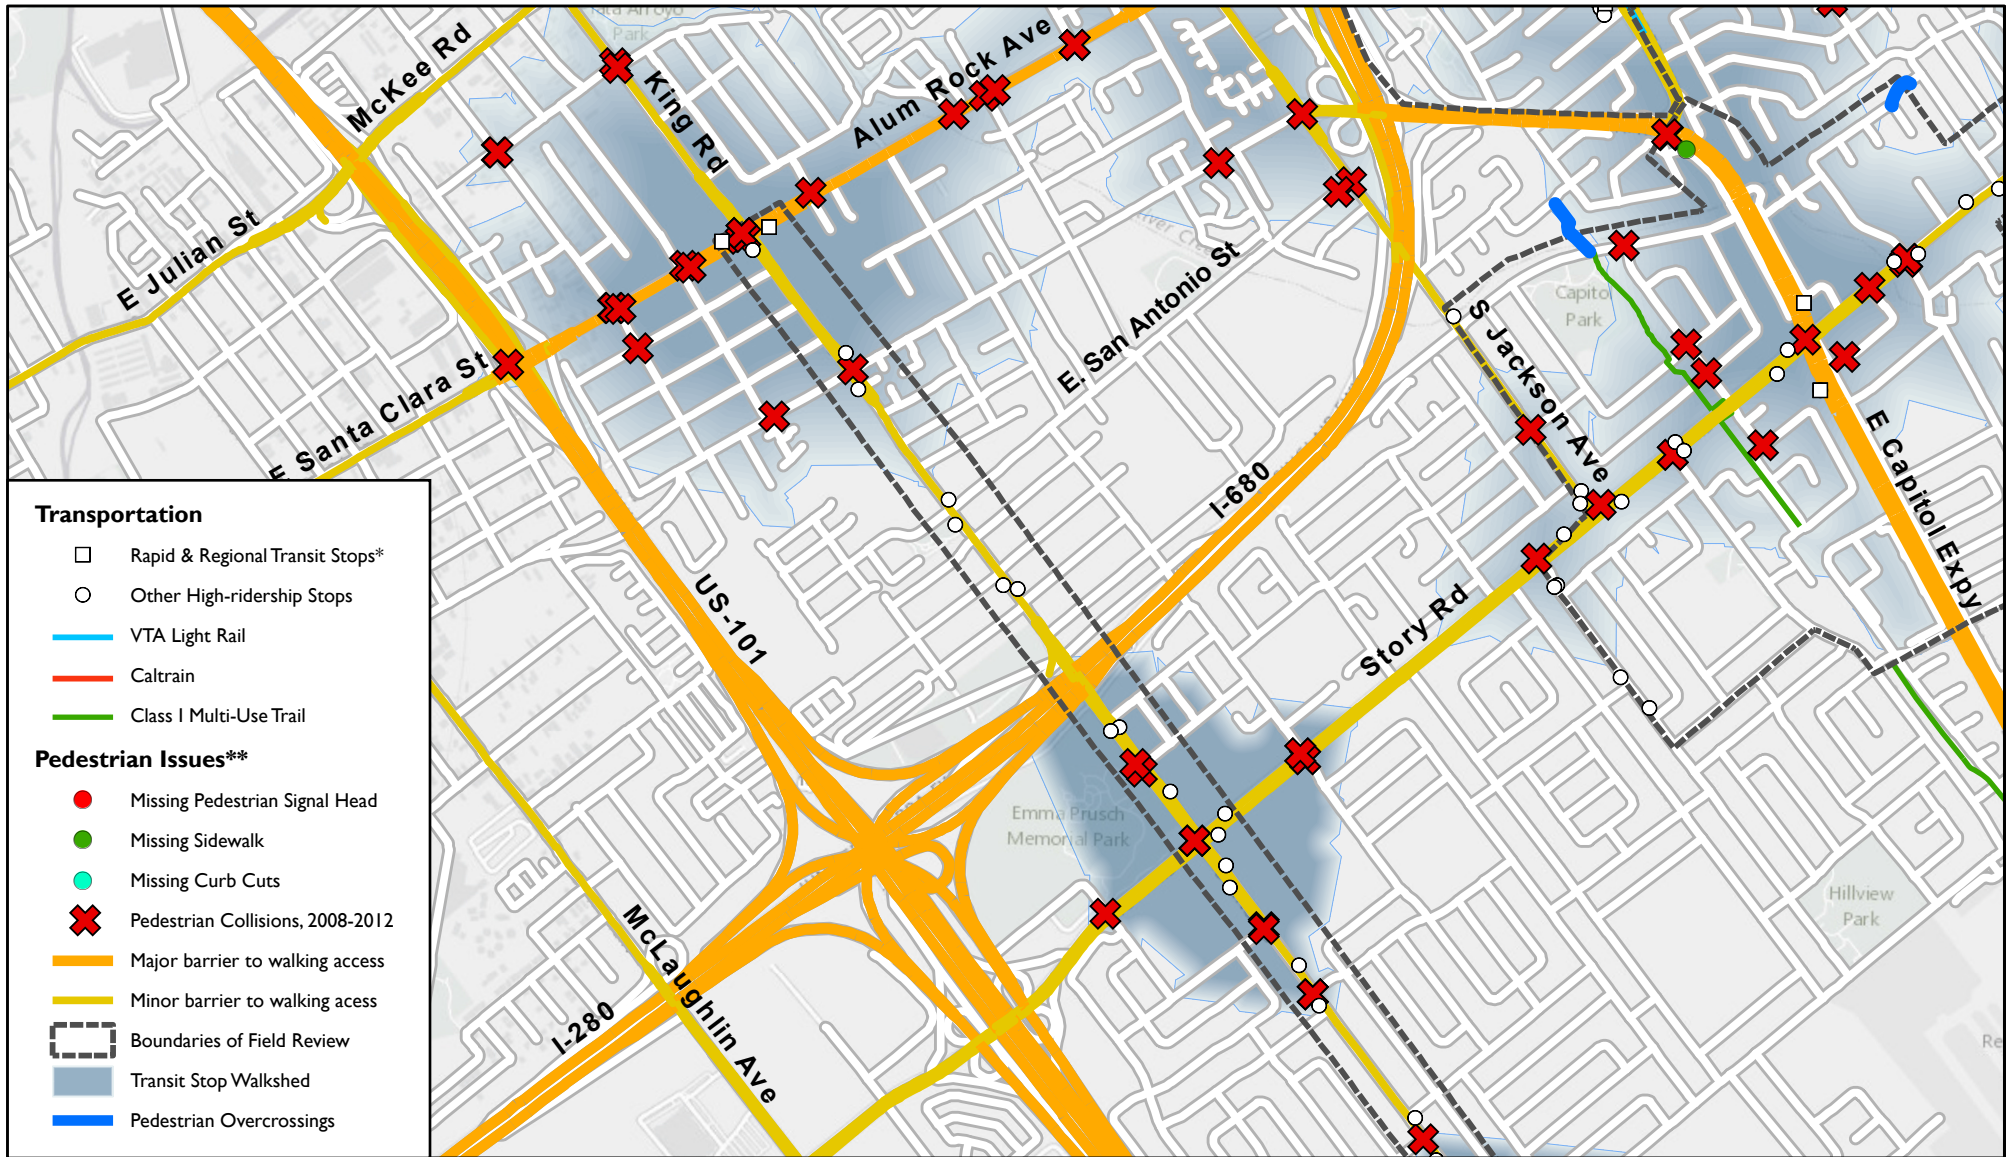 McKee Rd
King Rd
Alum Rock Ave
Park
E Julian St
E Santa Clara St
E. San Antonio St
Capitol
Park
S Jackson Ave
E Capitol Expy
I-680
US-101
Story Rd
Emma Prusch
Memorial Park
Hillview
Park
McLaughlin Ave
I-280
Transportation
Rapid & Regional Transit Stops*
Other High-ridership Stops
VTA Light Rail
Caltrain
Class I Multi-Use Trail
Pedestrian Issues**
Missing Pedestrian Signal Head
Missing Sidewalk
Missing Curb Cuts
Pedestrian Collisions, 2008-2012
Major barrier to walking access
Minor barrier to walking acess
Boundaries of Field Review
Transit Stop Walkshed
Pedestrian Overcrossings